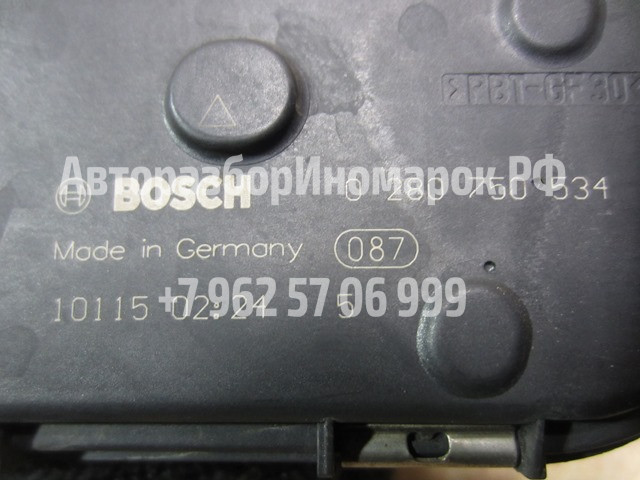 >PBT-GF30<
АвторазборИномарок.РФ
BOSCH 0 280 750 534
Made in Germany 087
+7 962 57 06 999
10115 02:24 5